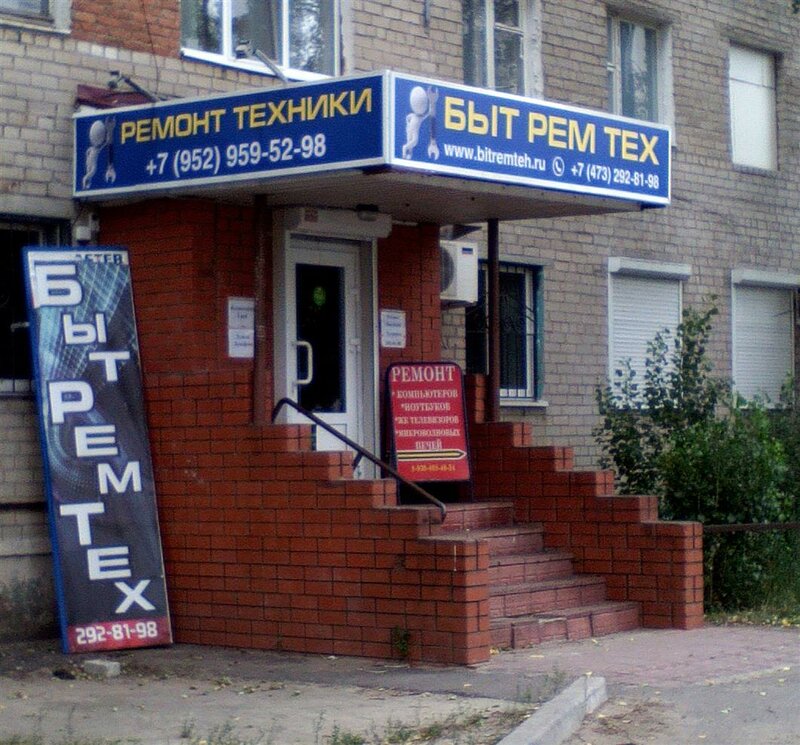 РЕМОНТ ТЕХНИКИ
+7 (952) 959-52-98
БЫТ РЕМ ТЕХ
www.bitremteh.ru +7 (473) 292-81-98
БЫТ
РЕМ
ТЕХ
292-81-98
РЕМОНТ
* КОМПЬЮТЕРОВ
*НОУТБУКОВ
*ЖК ТЕЛЕВИЗОРОВ
*МИКРОВОЛНОВЫХ
ПЕЧЕЙ